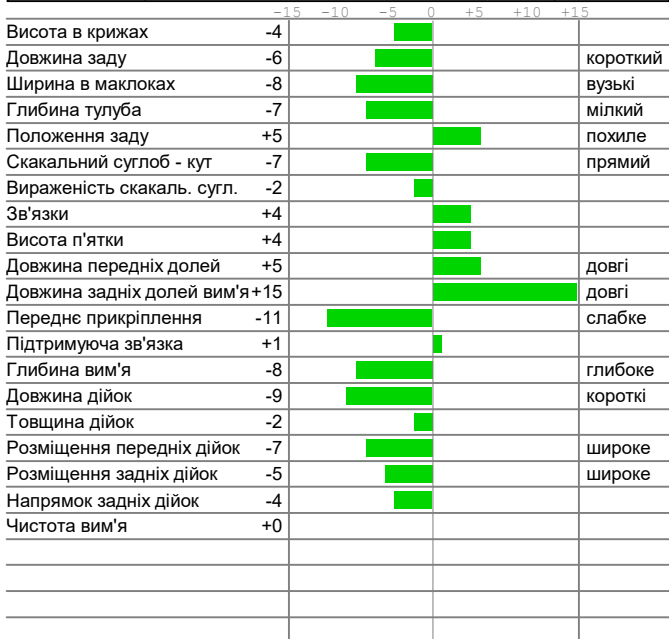 -15 -10 -5 0 +5 +10 +15
Висота в крижах -4
Довжина заду -6 короткий
Ширина в маклоках -8 вузькі
Глибина тулуба -7 мілкий
Положення заду +5 похиле
Скакальний суглоб - кут -7 прямий
Вираженість скакаль. сугл. -2
Зв'язки +4
Висота п'ятки +4
Довжина передніх долей +5 довгі
Довжина задніх долей вим'я+15 довгі
Переднє прикріплення -11 слабке
Підтримуюча зв'язка +1
Глибина вим'я -8 глибоке
Довжина дійок -9 короткі
Товщина дійок -2
Розміщення передніх дійок -7 широке
Розміщення задніх дійок -5 широке
Напрямок задніх дійок -4
Чистота вим'я +0